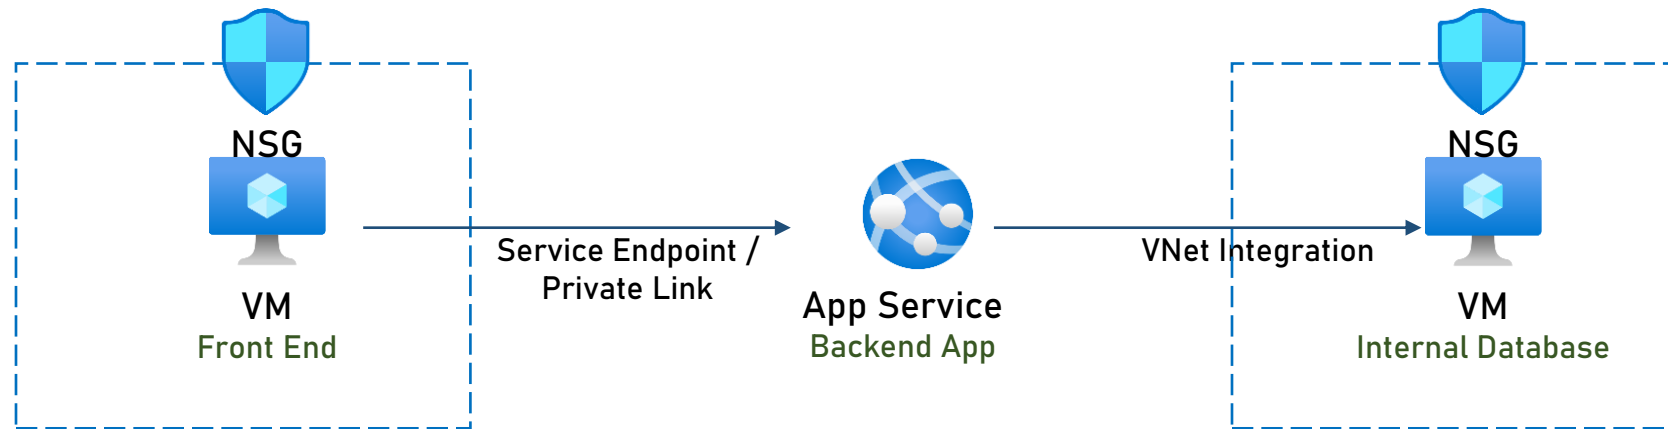 NSG
VM
Front End
Service Endpoint /
Private Link
App Service
Backend App
VNet Integration
NSG
VM
Internal Database